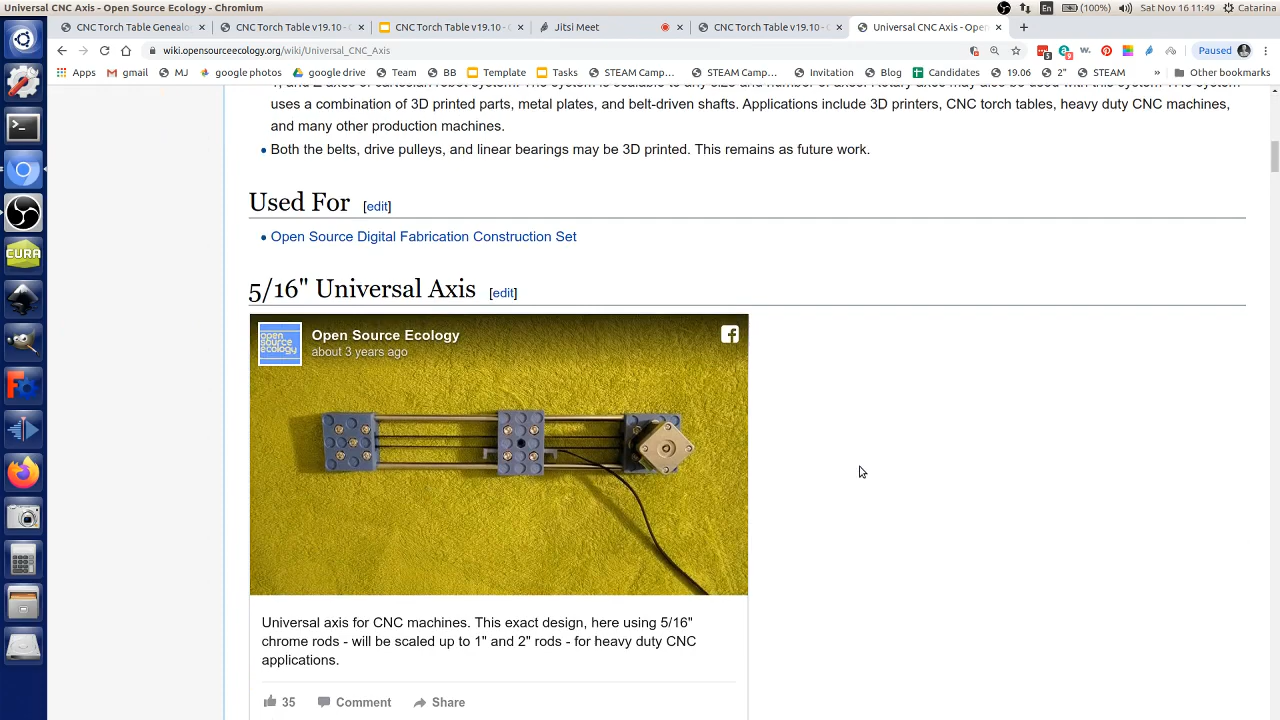 Universal CNC Axis - Open Source Ecology - Chromium
En (100%) Sat Nov 16 11:49 Catarina
CNC Torch Table Genealo CNC Torch Table v19.10. CNC Torch Table v19.10 - Jitsi Meet CNC Torch Table v19.10 - Universal CNC Axis - Open
wiki.opensourceecology.org/wiki/Universal_CNC_Axis Paused
Apps gmail MJ google photos google drive Team BB Template Tasks STEAM Camp... STEAM Camp... Invitation Blog Candidates 19.06 2" STEAM » Other bookmarks
uses a combination of 3D printed parts, metal plates, and belt-driven shafts. Applications include 3D printers, CNC torch tables, heavy duty CNC machines,
and many other production machines.
Both the belts, drive pulleys, and linear bearings may be 3D printed. This remains as future work.
Used For [edit]
Open Source Digital Fabrication Construction Set
5/16" Universal Axis [edit]
open source ecology
Open Source Ecology
about 3 years ago
Universal axis for CNC machines. This exact design, here using 5/16"
chrome rods - will be scaled up to 1" and 2" rods - for heavy duty CNC
applications.
35 Comment Share
CURA